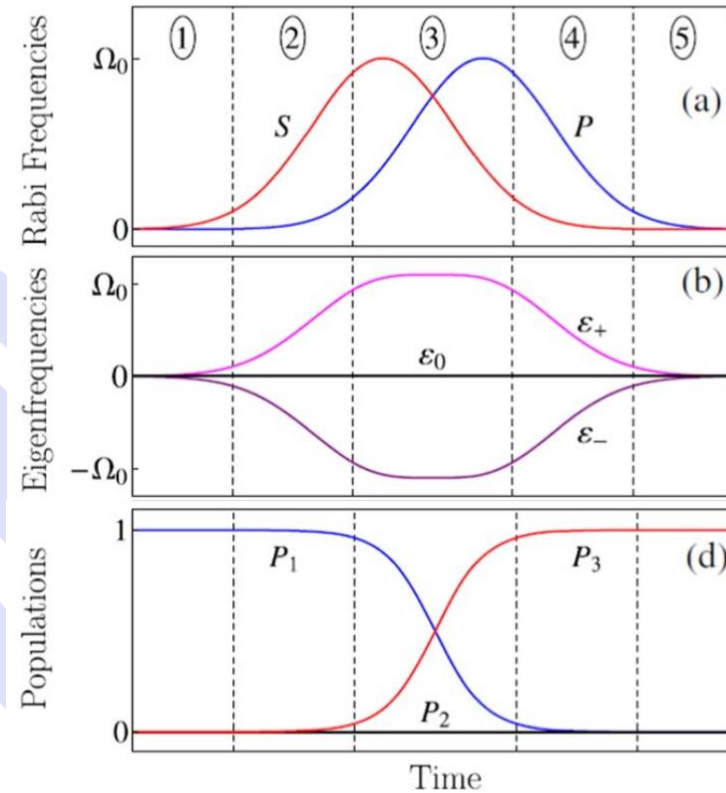 ① ② ③ ④ ⑤
Rabi Frequencies
Ω₀
0
S
P
(a)
Eigenfrequencies
Ω₀
0
−Ω₀
ε₊
ε₀
ε₋
(b)
Populations
1
0
P₁
P₂
P₃
(d)
Time